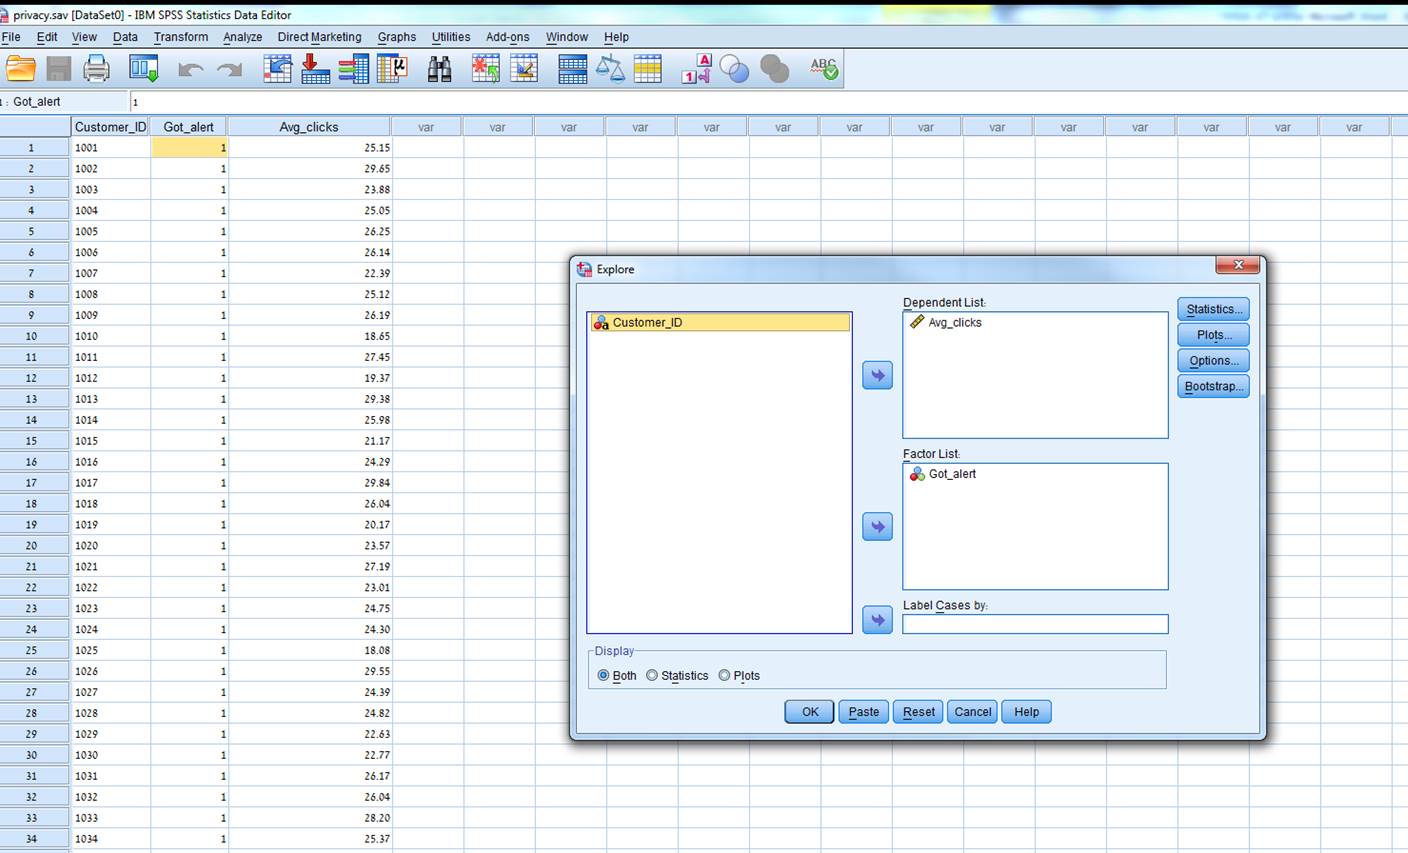 privacy.sav [DataSet0] - IBM SPSS Statistics Data Editor
File Edit View Data Transform Analyze Direct Marketing Graphs Utilities Add-ons Window Help
A
1
μ
ABC
1 : Got_alert 1
Customer_ID Got_alert Avg_clicks var var var var var var var var var var var var var var
1 1001 1 25.15
2 1002 1 29.65
3 1003 1 23.88
4 1004 1 25.05
5 1005 1 26.25
6 1006 1 26.14
7 1007 1 22.39
8 1008 1 25.12
9 1009 1 26.19
10 1010 1 18.65
11 1011 1 27.45
12 1012 1 19.37
13 1013 1 29.38
14 1014 1 25.98
15 1015 1 21.17
16 1016 1 24.29
17 1017 1 29.84
18 1018 1 26.04
19 1019 1 20.17
20 1020 1 23.57
21 1021 1 27.19
22 1022 1 23.01
23 1023 1 24.75
24 1024 1 24.30
25 1025 1 18.08
26 1026 1 29.55
27 1027 1 24.39
28 1028 1 24.82
29 1029 1 22.63
30 1030 1 22.77
31 1031 1 26.17
32 1032 1 26.04
33 1033 1 28.20
34 1034 1 25.37
Explore
Customer_ID
Dependent List:
Avg_clicks
Factor List:
Got_alert
Label Cases by:
Statistics...
Plots...
Options...
Bootstrap...
Display
Both Statistics Plots
OK Paste Reset Cancel Help